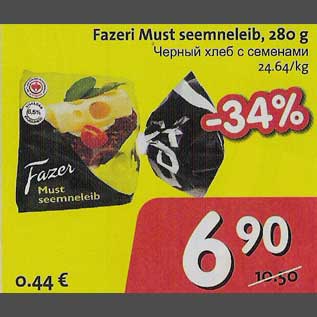 Fazeri Must seemneleib, 280 g
Черный хлеб с семенами
24.64/kg
-34%
Fazer
Must
seemneleib
6 90
10.50
0.44 €